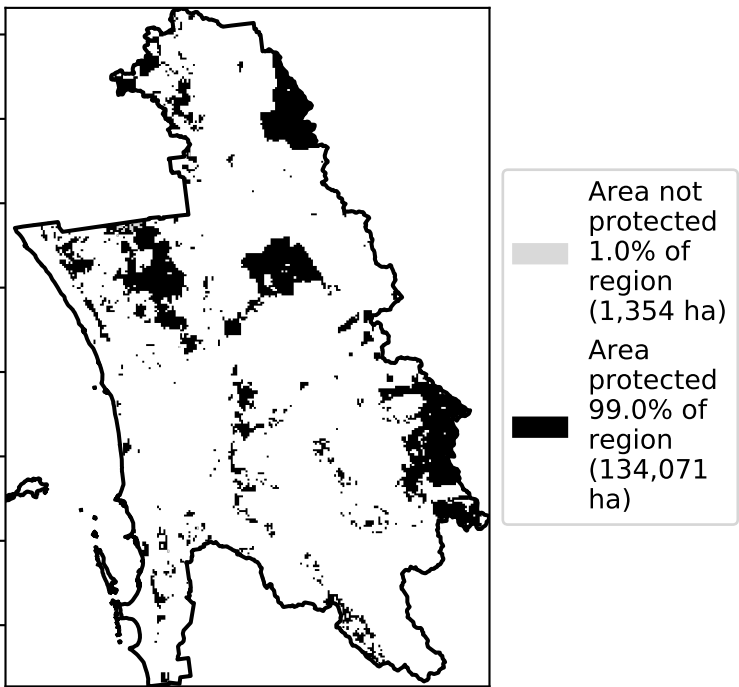 Area not
protected
1.0% of
region
(1,354 ha)
Area
protected
99.0% of
region
(134,071
ha)